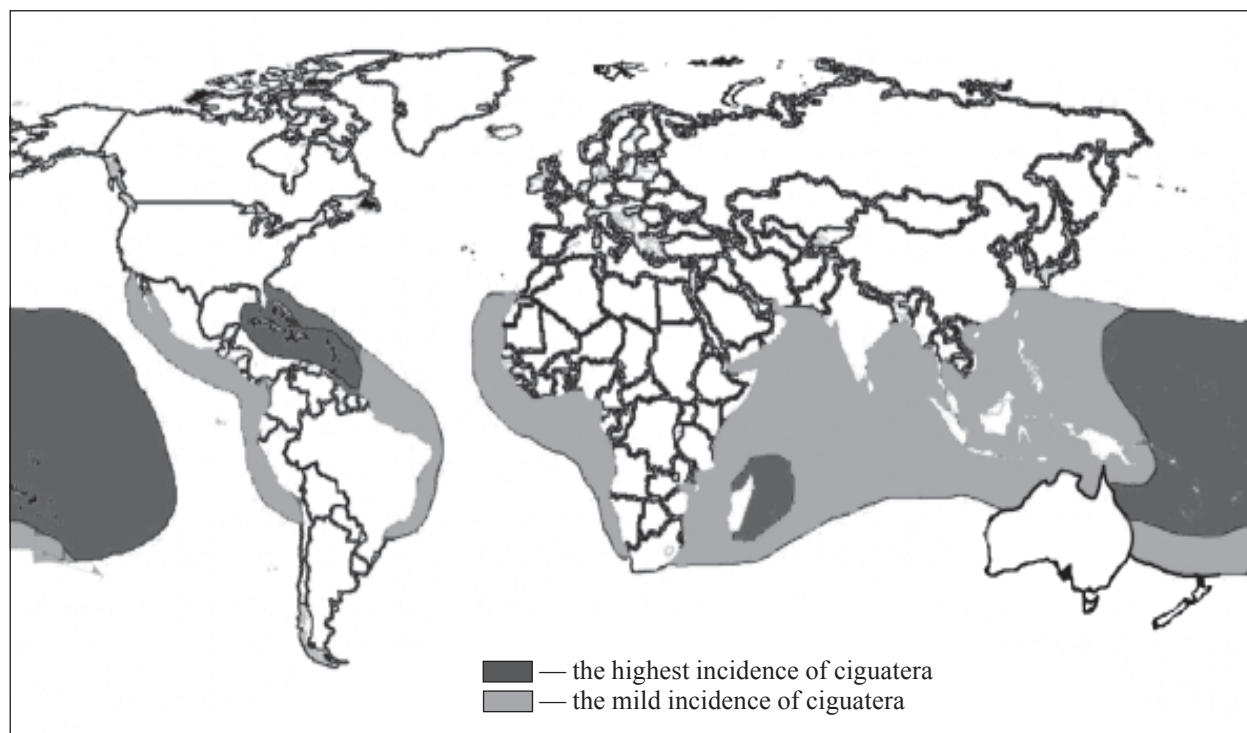 — the highest incidence of ciguatera
— the mild incidence of ciguatera